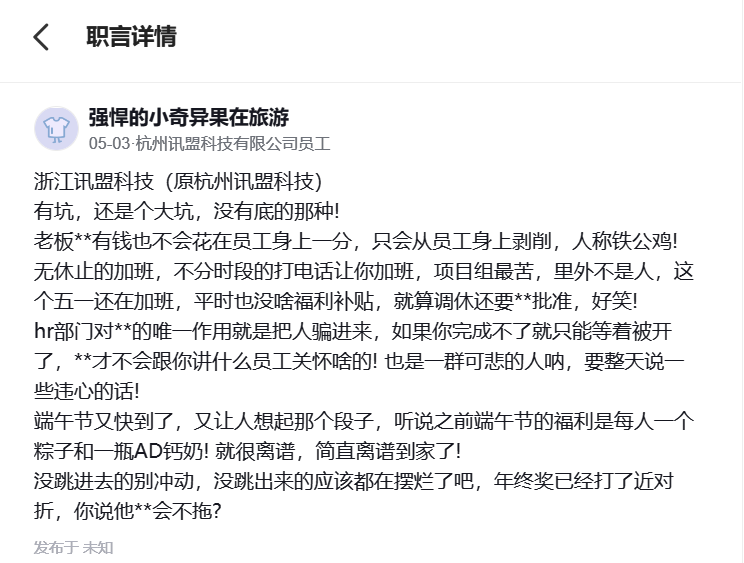 职言详情
强悍的小奇异果在旅游
05-03·杭州讯盟科技有限公司员工
浙江讯盟科技（原杭州讯盟科技）
有坑，还是个大坑，没有底的那种!
老板**有钱也不会花在员工身上一分，只会从员工身上剥削，人称铁公鸡!
无休止的加班，不分时段的打电话让你加班，项目组最苦，里外不是人，这
个五一还在加班，平时也没啥福利补贴，就算调休还要**批准，好笑!
hr部门对**的唯一作用就是把人骗进来，如果你完成不了就只能等着被开
了，**才不会跟你讲什么员工关怀啥的! 也是一群可悲的人呐，要整天说一
些违心的话!
端午节又快到了，又让人想起那个段子，听说之前端午节的福利是每人一个
粽子和一瓶AD钙奶! 就很离谱，简直离谱到家了!
没跳进去的别冲动，没跳出来的应该都在摆烂了吧，年终奖已经打了近对
折，你说他**会不拖?
发布于 未知